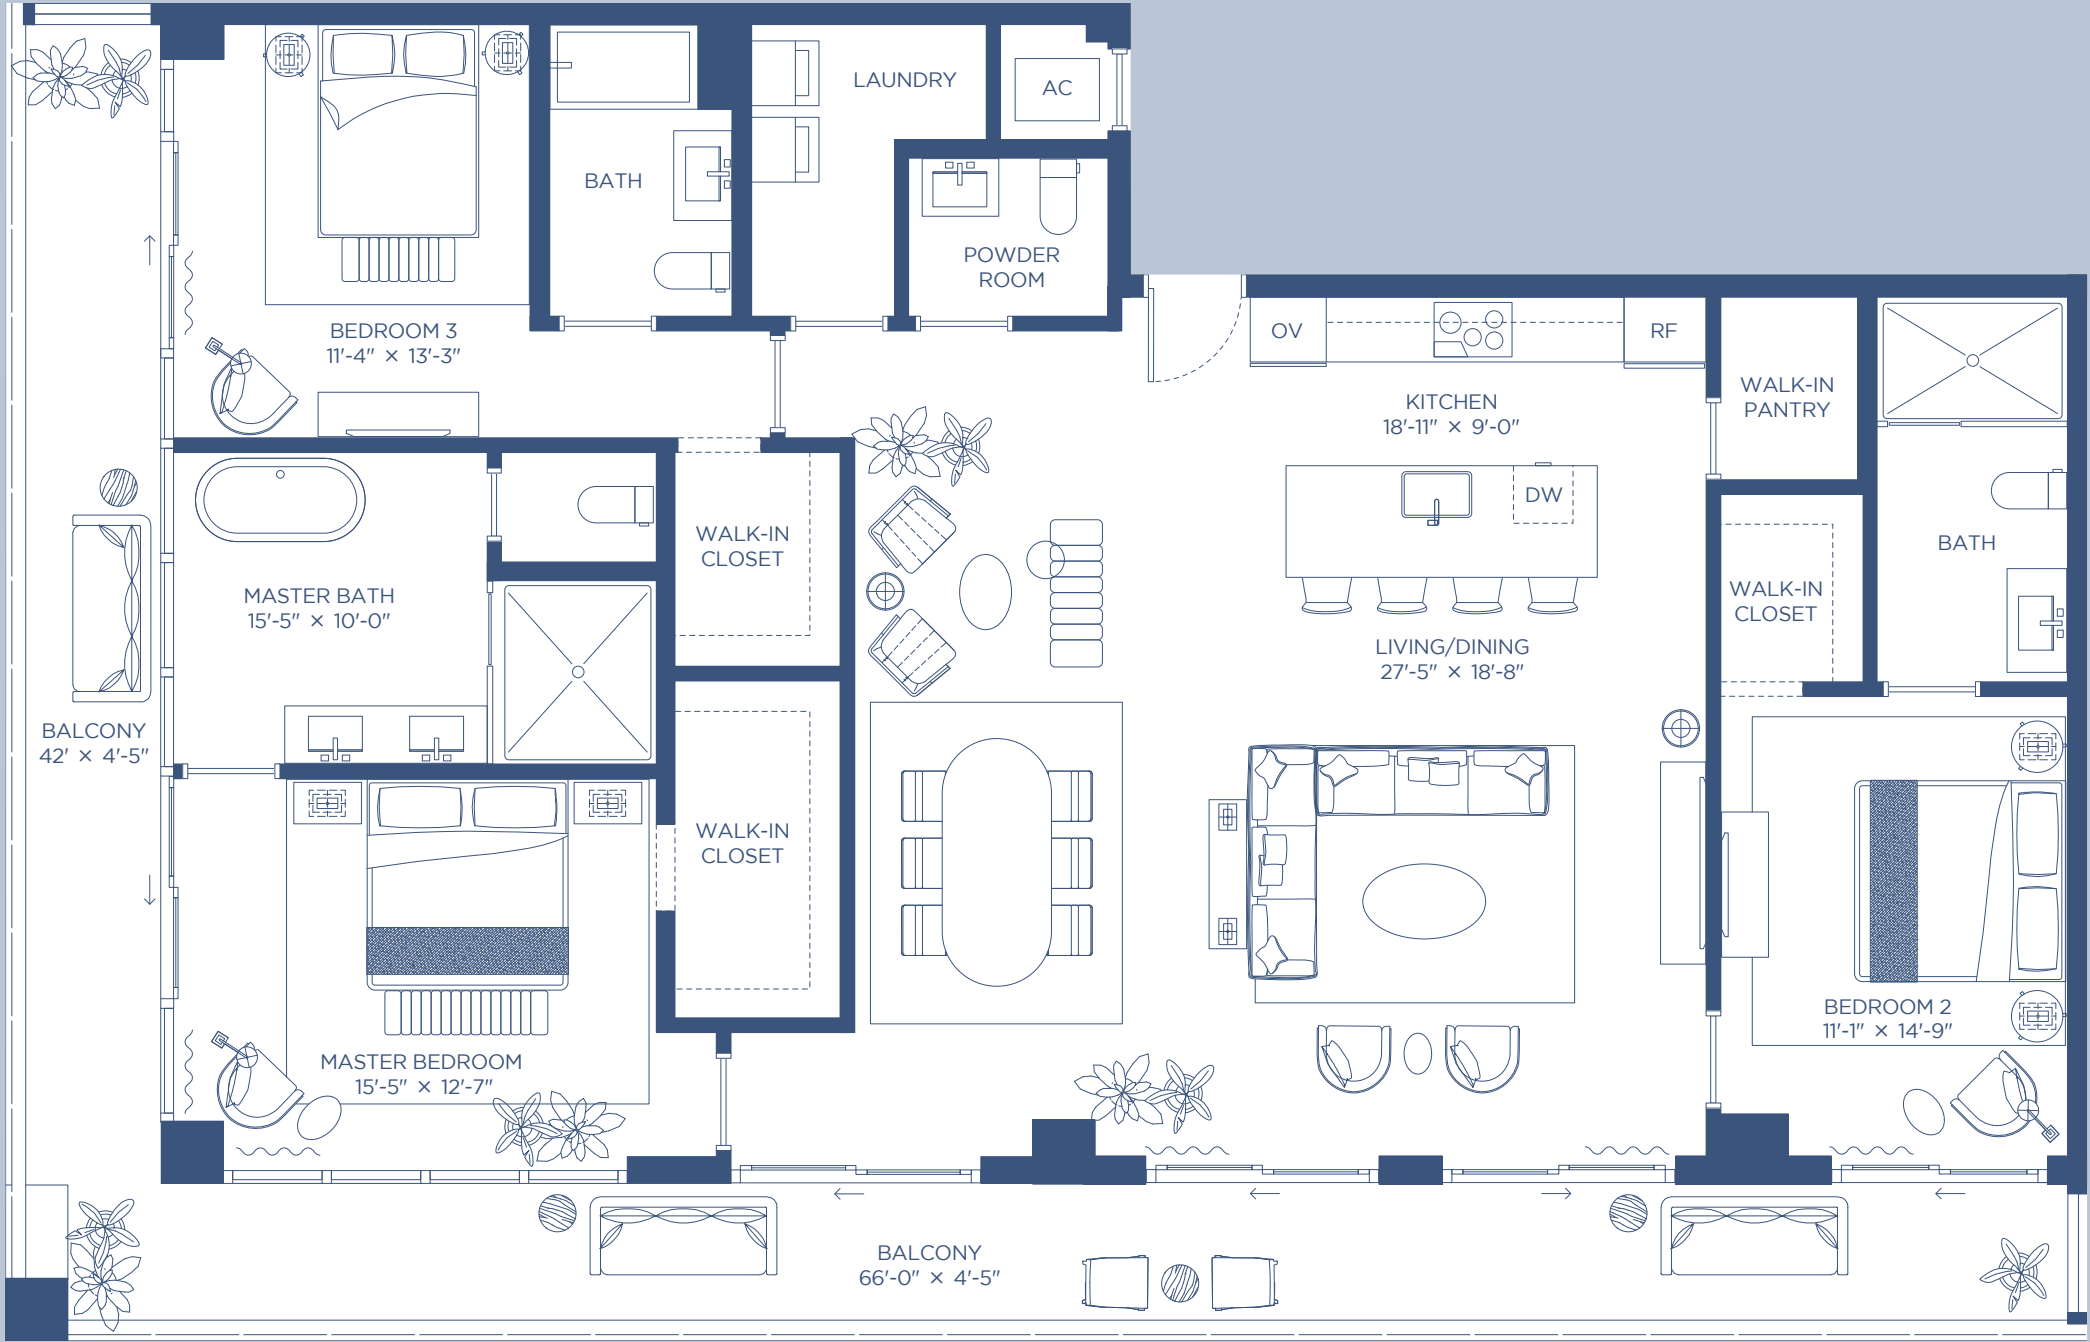 LAUNDRY
AC
BATH
POWDER
ROOM
BEDROOM 3
11'-4" × 13'-3"
OV
RF
KITCHEN
18'-11" × 9'-0"
WALK-IN
PANTRY
DW
WALK-IN
CLOSET
BATH
MASTER BATH
15'-5" × 10'-0"
WALK-IN
CLOSET
LIVING/DINING
27'-5" × 18'-8"
BALCONY
42' × 4'-5"
WALK-IN
CLOSET
BEDROOM 2
11'-1" × 14'-9"
MASTER BEDROOM
15'-5" × 12'-7"
BALCONY
66'-0" × 4'-5"